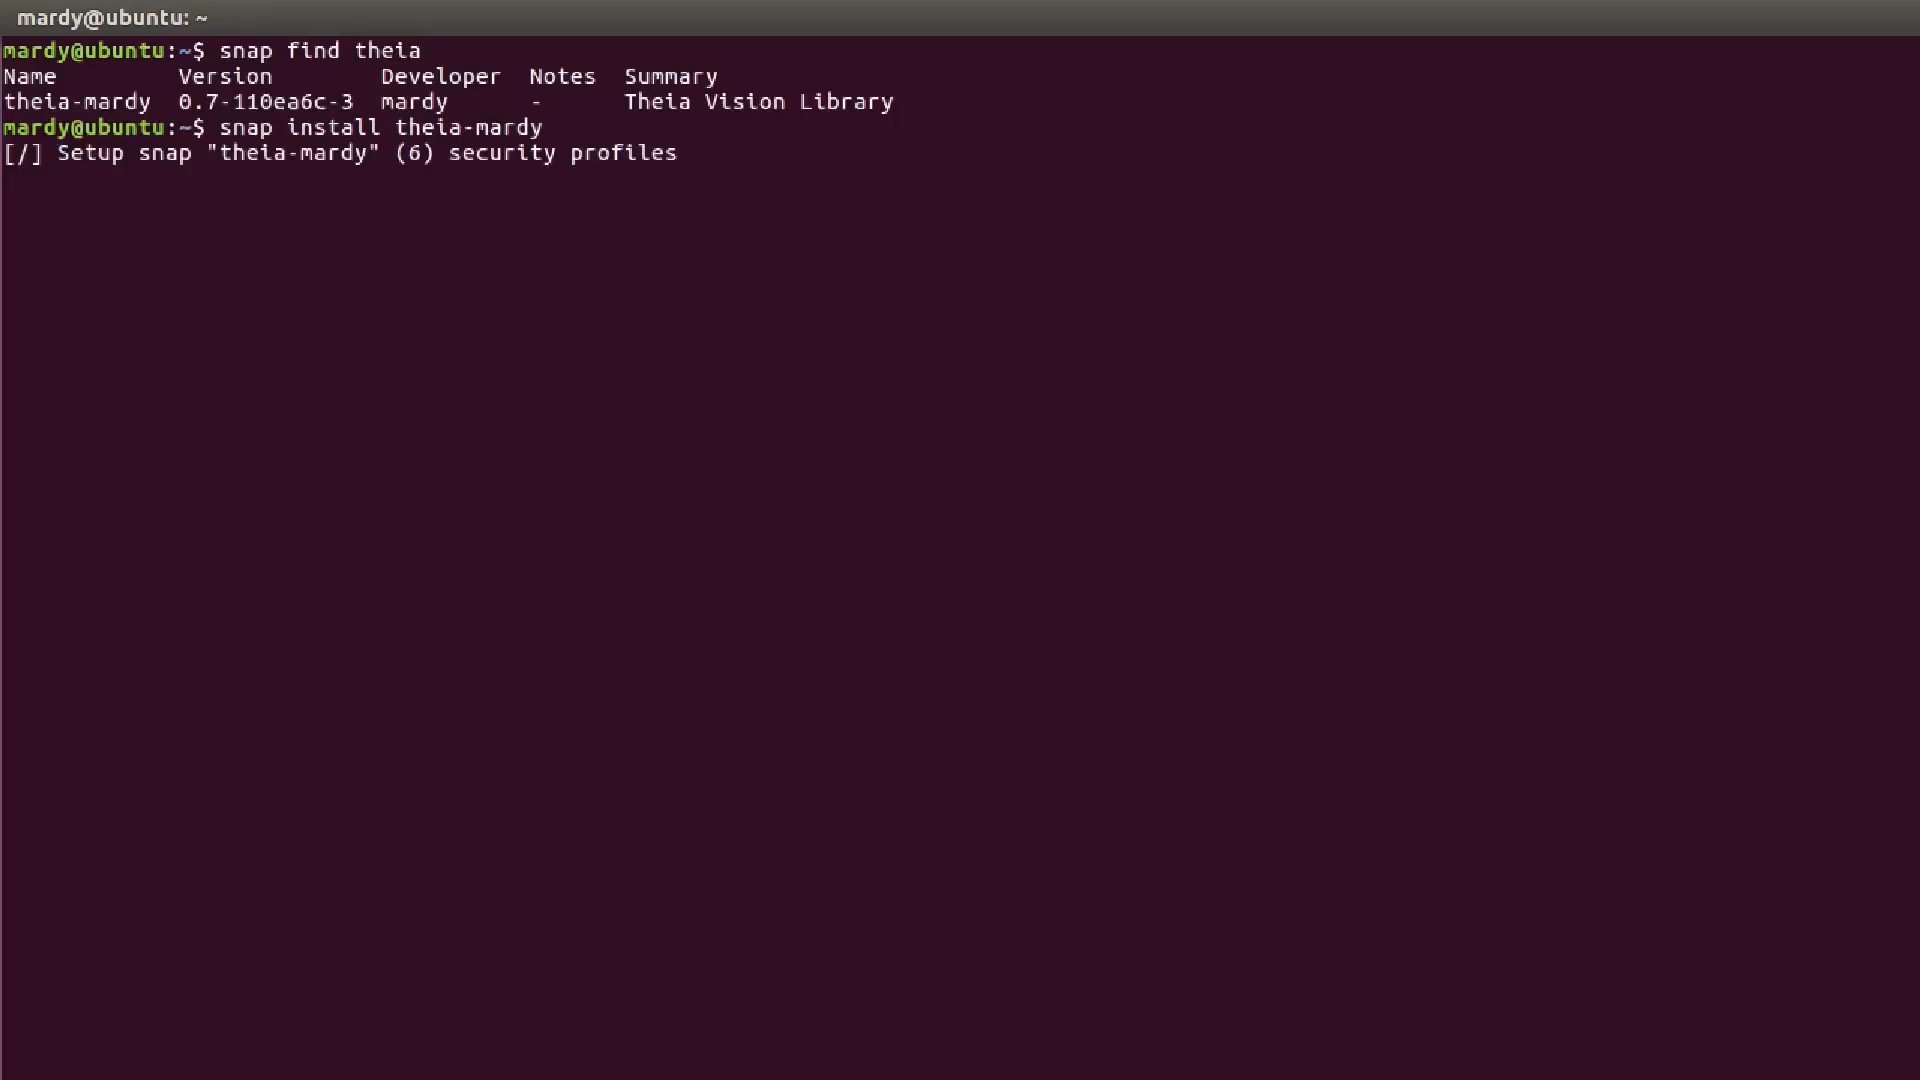 mardy@ubuntu: ~
mardy@ubuntu:~$ snap find theia
Name         Version        Developer  Notes  Summary
theia-mardy  0.7-110ea6c-3  mardy      -      Theia Vision Library
mardy@ubuntu:~$ snap install theia-mardy
[/] Setup snap "theia-mardy" (6) security profiles